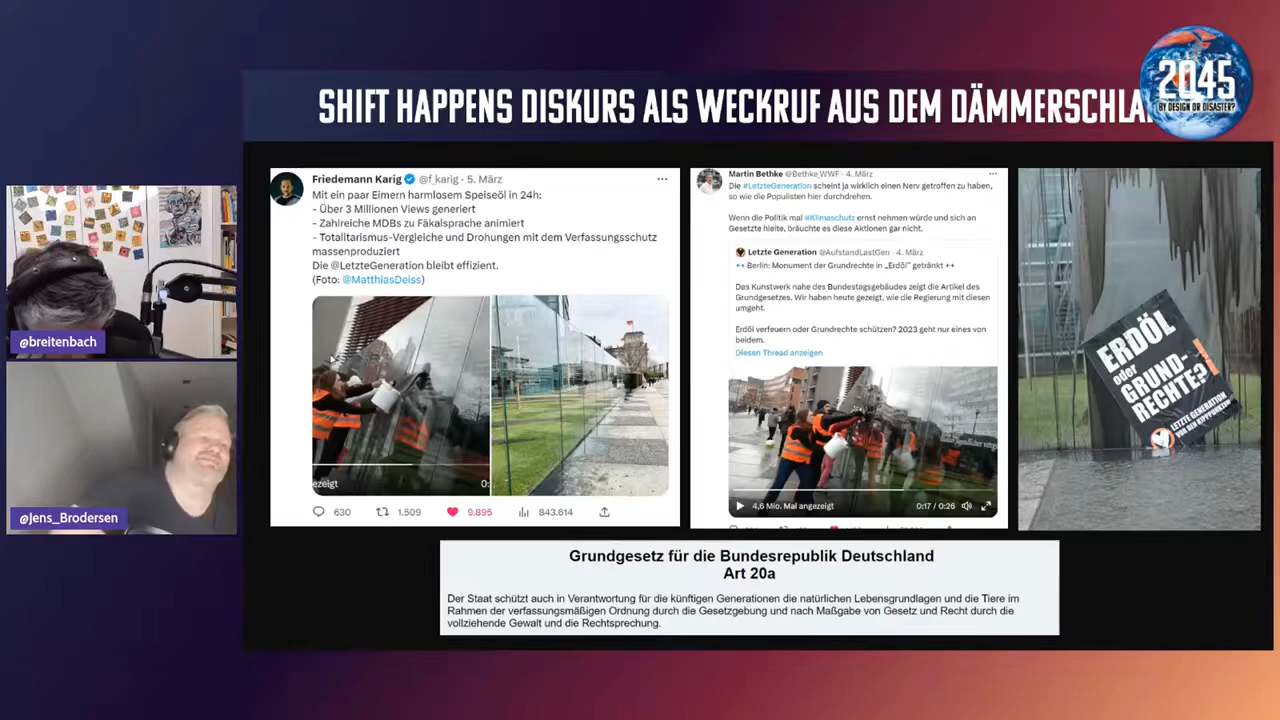 SHIFT HAPPENS DISKURS ALS WECKRUF AUS DEM
2045
BY DESIGN OR DISASTER?
@breitenbach
@Jens_Brodersen
Friedemann Karig @f_karig · 5. März
Mit ein paar Eimern harmlosem Speiseöl in 24h:
- Über 3 Millionen Views generiert
- Zahlreiche MDBs zu Fäkalsprache animiert
- Totalitarismus-Vergleiche und Drohungen mit dem Verfassungsschutz
massenproduziert
Die @LetzteGeneration bleibt effizient.
(Foto: @MatthiasDeiss)
ezeigt
0:
630 1.509 9.895 843.614
Martin Bethke @Bethke_WWF · 4. März
Die #LetzteGeneration scheint ja wirklich einen Nerv getroffen zu haben,
so wie die Populisten hier durchdrehen.
Wenn die Politik mal #Klimaschutz ernst nehmen würde und sich an
Gesetzte hielte, bräuchte es diese Aktionen gar nicht.
Letzte Generation @AufstandLastGen · 4. März
++ Berlin: Monument der Grundrechte in „Erdöl" getränkt ++
Das Kunstwerk nahe des Bundestagsgebäudes zeigt die Artikel des
Grundgesetzes. Wir haben heute gezeigt, wie die Regierung mit diesen
umgeht.
Erdöl verfeuern oder Grundrechte schützen? 2023 geht nur eines von
beidem.
Diesen Thread anzeigen
4,6 Mio. Mal angezeigt 0:17 / 0:26
ERDÖL
oder
GRUND-
RECHTE?!
LETZTE GENERATION
VOR DEN KIPPPUNKTEN
Grundgesetz für die Bundesrepublik Deutschland
Art 20a
Der Staat schützt auch in Verantwortung für die künftigen Generationen die natürlichen Lebensgrundlagen und die Tiere im
Rahmen der verfassungsmäßigen Ordnung durch die Gesetzgebung und nach Maßgabe von Gesetz und Recht durch die
vollziehende Gewalt und die Rechtsprechung.